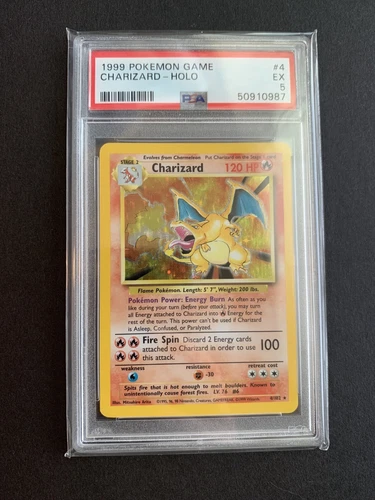 1999 POKEMON GAME #4
CHARIZARD - HOLO EX
5
PSA 50910987
STAGE 2 Evolves from Charmeleon Put Charizard on the Stage 1 card
Charizard 120 HP
Flame Pokémon. Length: 5' 7", Weight: 200 lbs.
Pokémon Power: Energy Burn As often as you
like during your turn (before your attack), you may turn
all Energy attached to Charizard into Energy for the
rest of the turn. This power can't be used if Charizard
is Asleep, Confused, or Paralyzed.
Fire Spin Discard 2 Energy cards
attached to Charizard in order to use 100
this attack.
weakness resistance retreat cost
-30
Spits fire that is hot enough to melt boulders. Known to
unintentionally cause forest fires. LV. 76 #6
Illus. Mitsuhiro Arita 4/102 ★